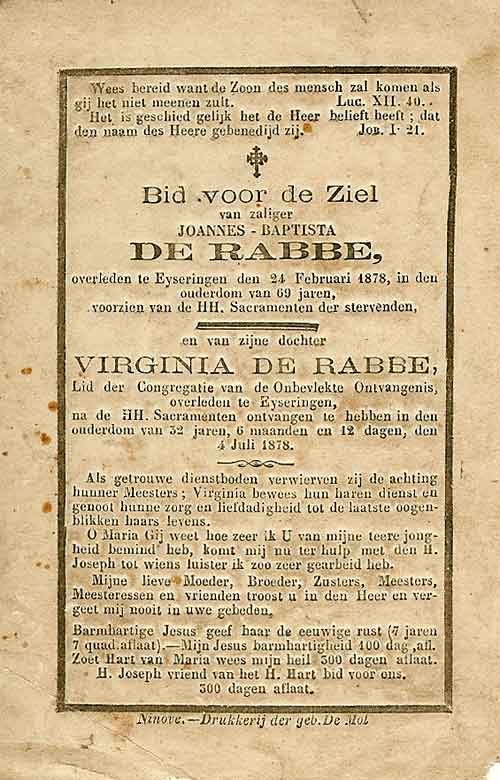 Wees bereid want de Zoon des mensch zal komen als
gij het niet meenen zult. Luc. XII. 40..
Het is geschied gelijk het de Heer belieft heeft ; dat
den naam des Heere gebenedijd zij. Job. I. 21.
Bid voor de Ziel
van zaliger
JOANNES - BAPTISTA
DE RABBE,
overleden te Eyseringen den 24 Februari 1878, in den
ouderdom van 69 jaren,
voorzien van de HH. Sacramenten der stervenden,
en van zijne dochter
VIRGINIA DE RABBE,
Lid der Congregatie van de Onbevlekte Ontvangenis,
overleden te Eyseringen,
na de HH. Sacramenten ontvangen te hebben in den
ouderdom van 32 jaren, 6 maanden en 12 dagen, den
4 Juli 1878.
Als getrouwe dienstboden verwierven zij de achting
hunner Meesters ; Virginia bewees hun haren dienst en
genoot hunne zorg en liefdadigheid tot de laatste oogen-
blikken haars levens.
O Maria Gij weet hoe zeer ik U van mijne teere jong-
heid bemind heb, komt mij nu ter hulp met den H.
Joseph tot wiens luister ik zoo zeer gearbeid heb.
Mijne lieve Moeder, Broeder, Zusters, Meesters,
Meesteressen en vrienden troost u in den Heer en ver-
geet mij nooit in uwe gebeden.
Barmhartige Jesus geef haar de eeuwige rust (7 jaren
7 quad. aflaat).—Mijn Jesus barmhartigheid 100 dag. afl.
Zoet Hart van Maria wees mijn heil 300 dagen aflaat.
H. Joseph vriend van het H. Hart bid voor ons.
300 dagen aflaat.
Ninove.—Drukkerij der geb. De Mol